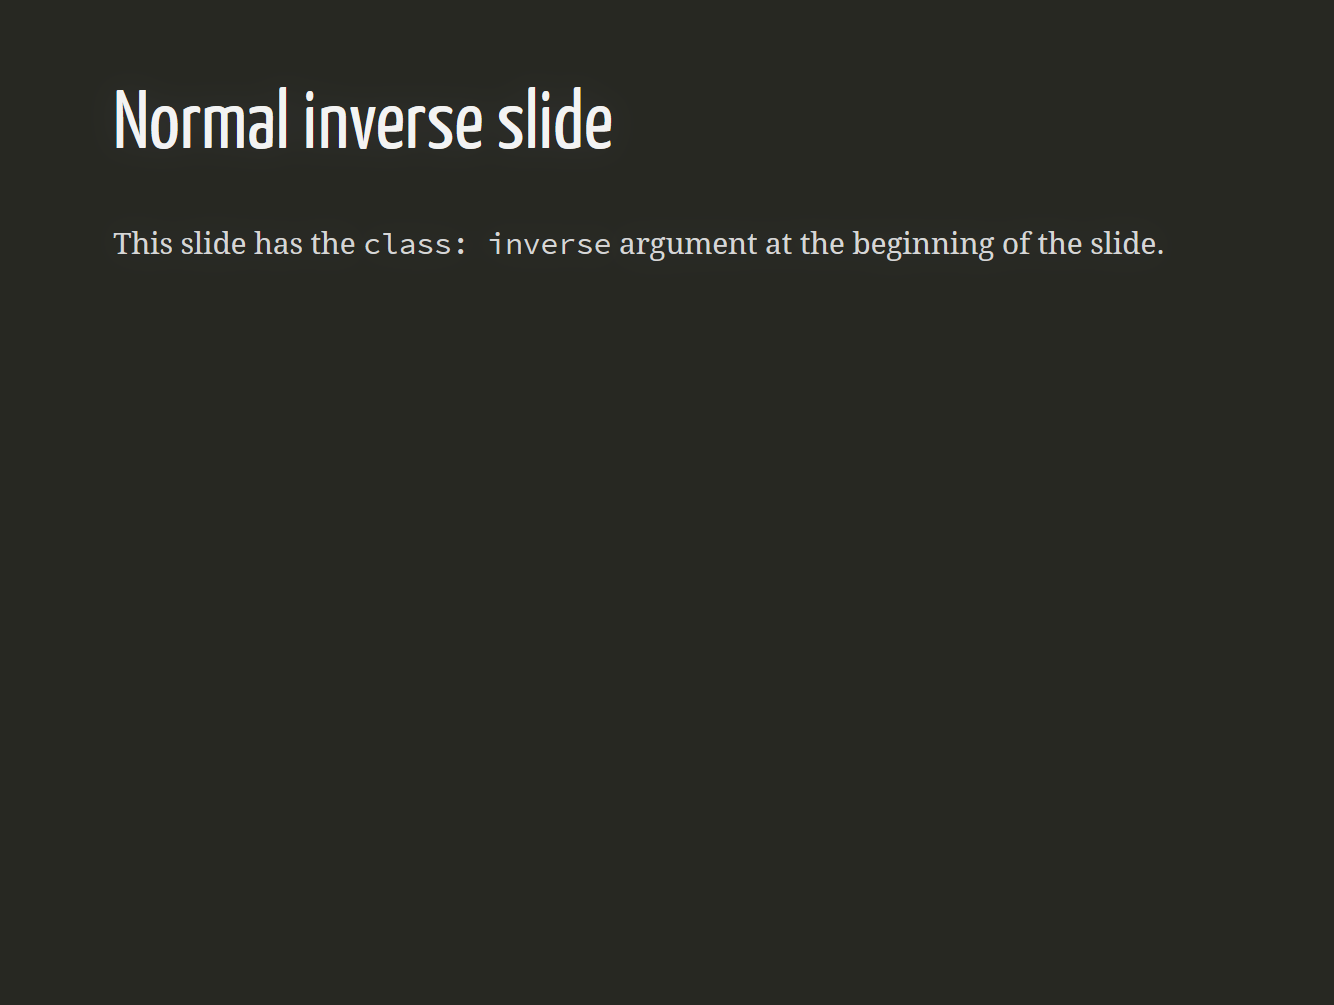 Normal inverse slide
This slide has the class: inverse argument at the beginning of the slide.